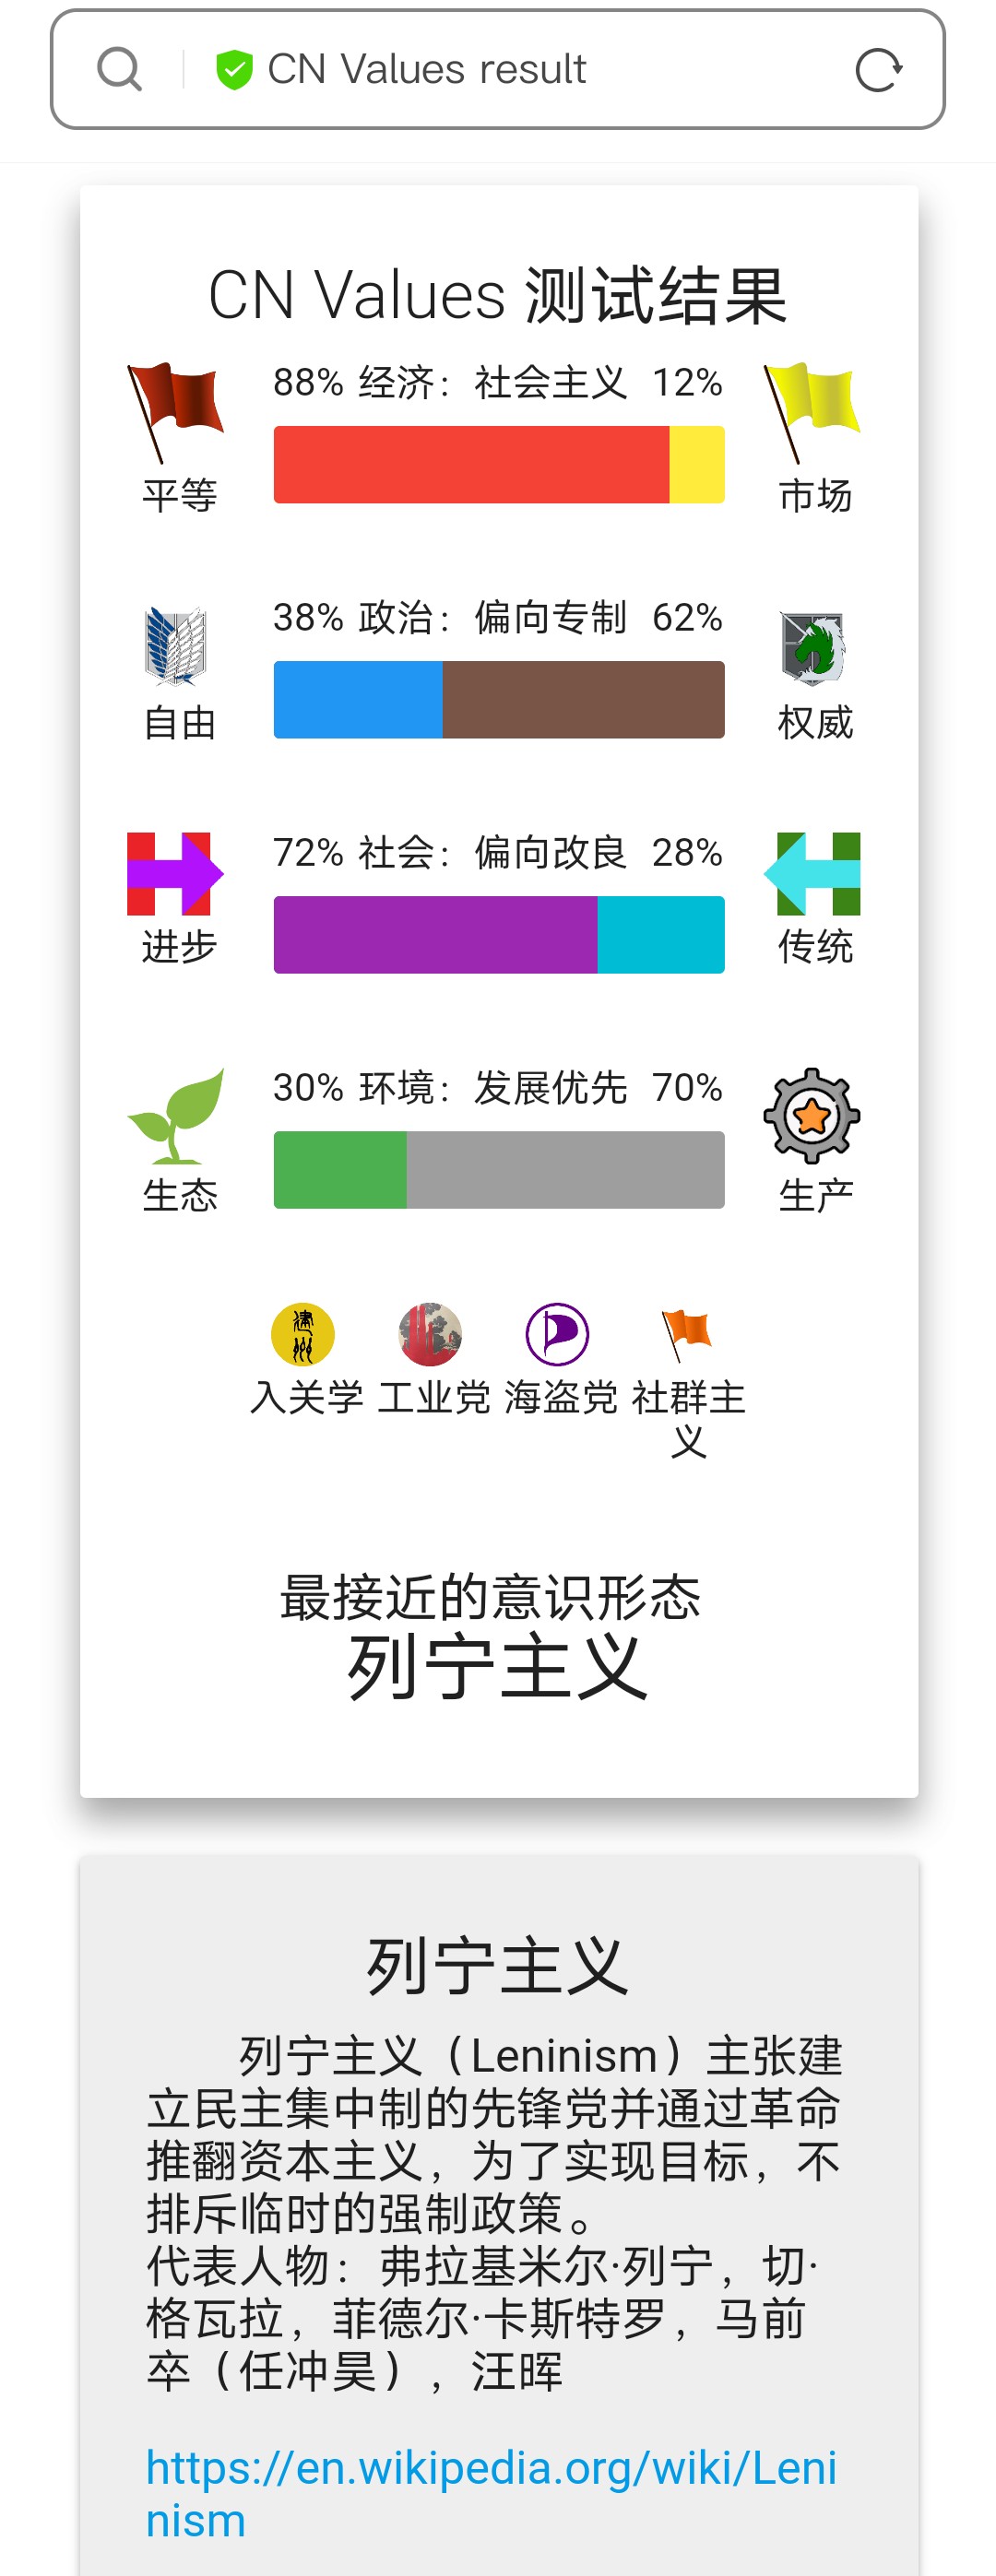 CN Values result
CN Values 测试结果
88% 经济：社会主义 12%
平等
市场
38% 政治：偏向专制 62%
自由
权威
72% 社会：偏向改良 28%
进步
传统
30% 环境：发展优先 70%
生态
生产
建州
入关学 工业党 海盗党 社群主
义
最接近的意识形态
列宁主义
列宁主义
列宁主义（Leninism）主张建
立民主集中制的先锋党并通过革命
推翻资本主义，为了实现目标，不
排斥临时的强制政策。
代表人物：弗拉基米尔·列宁，切·
格瓦拉，菲德尔·卡斯特罗，马前
卒（任冲昊），汪晖
https://en.wikipedia.org/wiki/Leni
nism